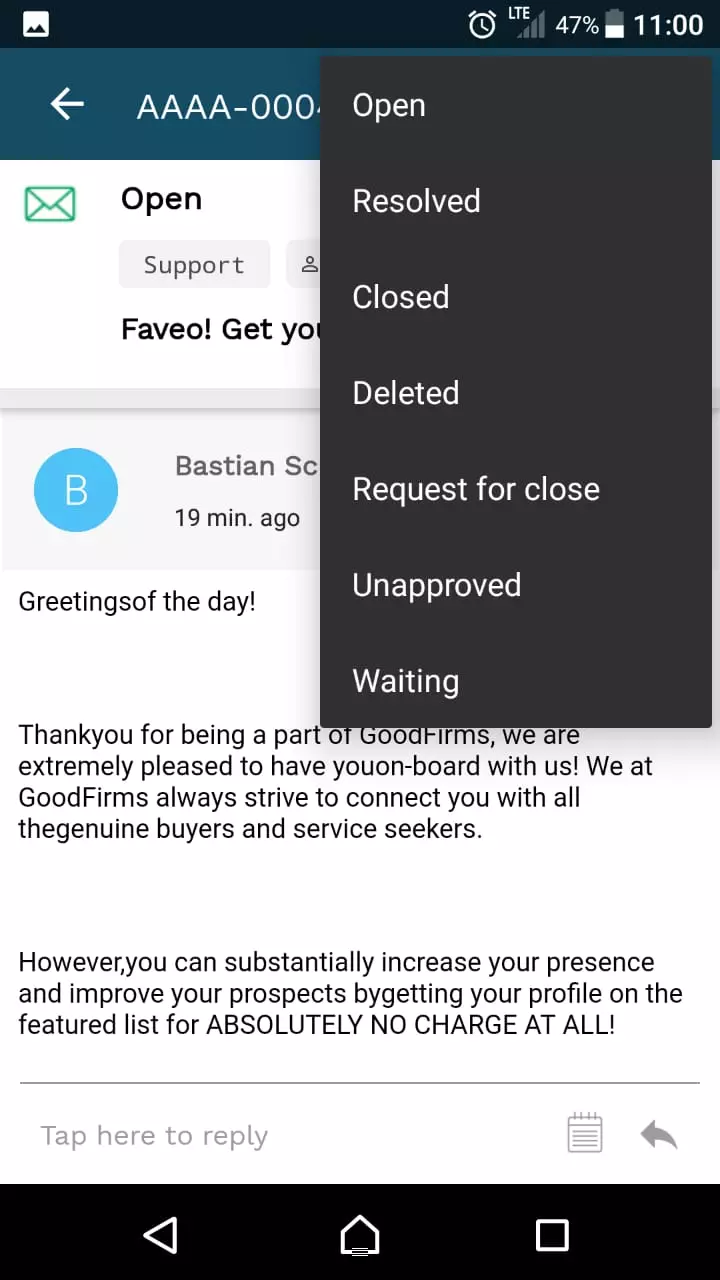 LTE 47% 11:00
AAAA-000
Open
Resolved
Closed
Deleted
Request for close
Unapproved
Waiting
Open
Support
Faveo! Get
B
Bastian
19 min. ago
Greetingsof the day!
Thankyou for being a part of GoodFirms, we are
extremely pleased to have youon-board with us! We at
GoodFirms always strive to connect you with all
thegenuine buyers and service seekers.
However,you can substantially increase your presence
and improve your prospects bygetting your profile on the
featured list for ABSOLUTELY NO CHARGE AT ALL!
Tap here to reply